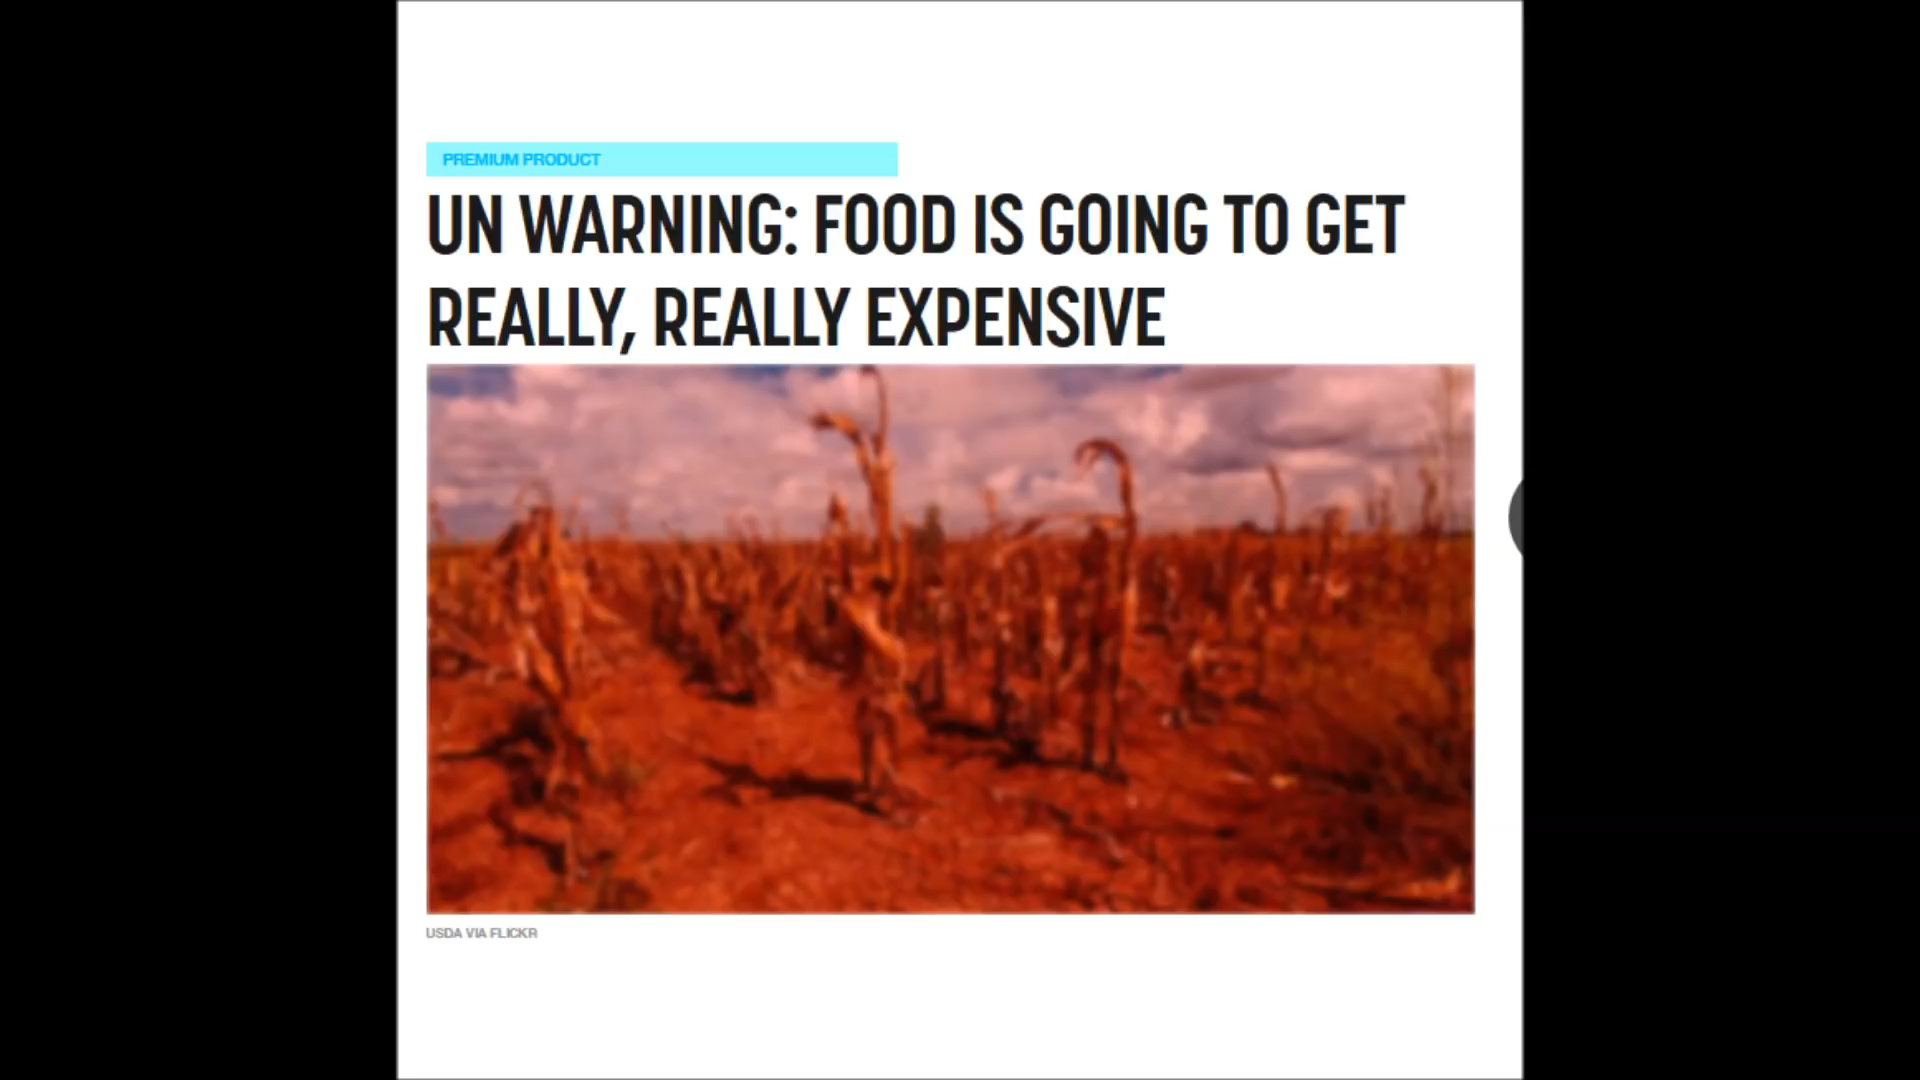 PREMIUM PRODUCT
UN WARNING: FOOD IS GOING TO GET
REALLY, REALLY EXPENSIVE
USDA VIA FLICKR